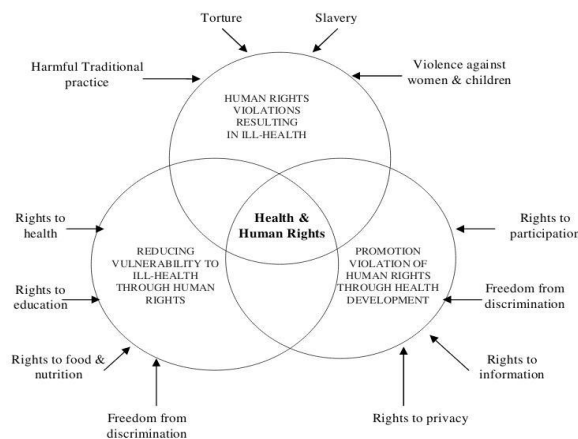 Torture
Slavery
Harmful Traditional
practice
Violence against
women & children
HUMAN RIGHTS
VIOLATIONS
RESULTING
IN ILL-HEALTH
Health &
Human Rights
Rights to
health
Rights to
education
Rights to food &
nutrition
Freedom from
discrimination
REDUCING
VULNERABILITY TO
ILL-HEALTH
THROUGH HUMAN
RIGHTS
PROMOTION
VIOLATION OF
HUMAN RIGHTS
THROUGH HEALTH
DEVELOPMENT
Rights to
participation
Freedom from
discrimination
Rights to
information
Rights to privacy